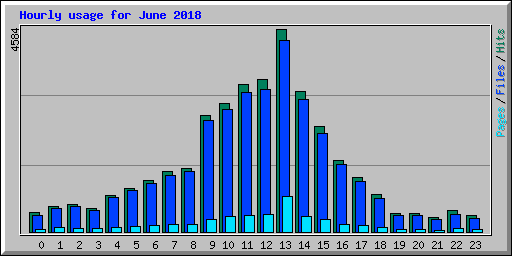 Hourly usage for June 2018
4584
Pages/Files/Hits
0 1 2 3 4 5 6 7 8 9 10 11 12 13 14 15 16 17 18 19 20 21 22 23